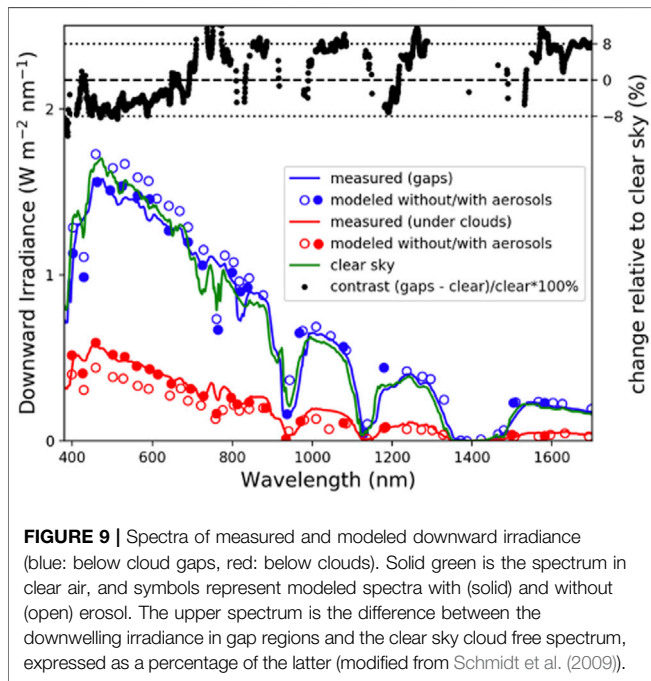 8
0
−8
2
1
0
Downward Irradiance (W m−2 nm−1)
change relative to clear sky (%)
measured (gaps)
modeled without/with aerosols
measured (under clouds)
modeled without/with aerosols
clear sky
contrast (gaps - clear)/clear*100%
400 600 800 1000 1200 1400 1600
Wavelength (nm)
FIGURE 9 | Spectra of measured and modeled downward irradiance
(blue: below cloud gaps, red: below clouds). Solid green is the spectrum in
clear air, and symbols represent modeled spectra with (solid) and without
(open) erosol. The upper spectrum is the difference between the
downwelling irradiance in gap regions and the clear sky cloud free spectrum,
expressed as a percentage of the latter (modified from Schmidt et al. (2009)).